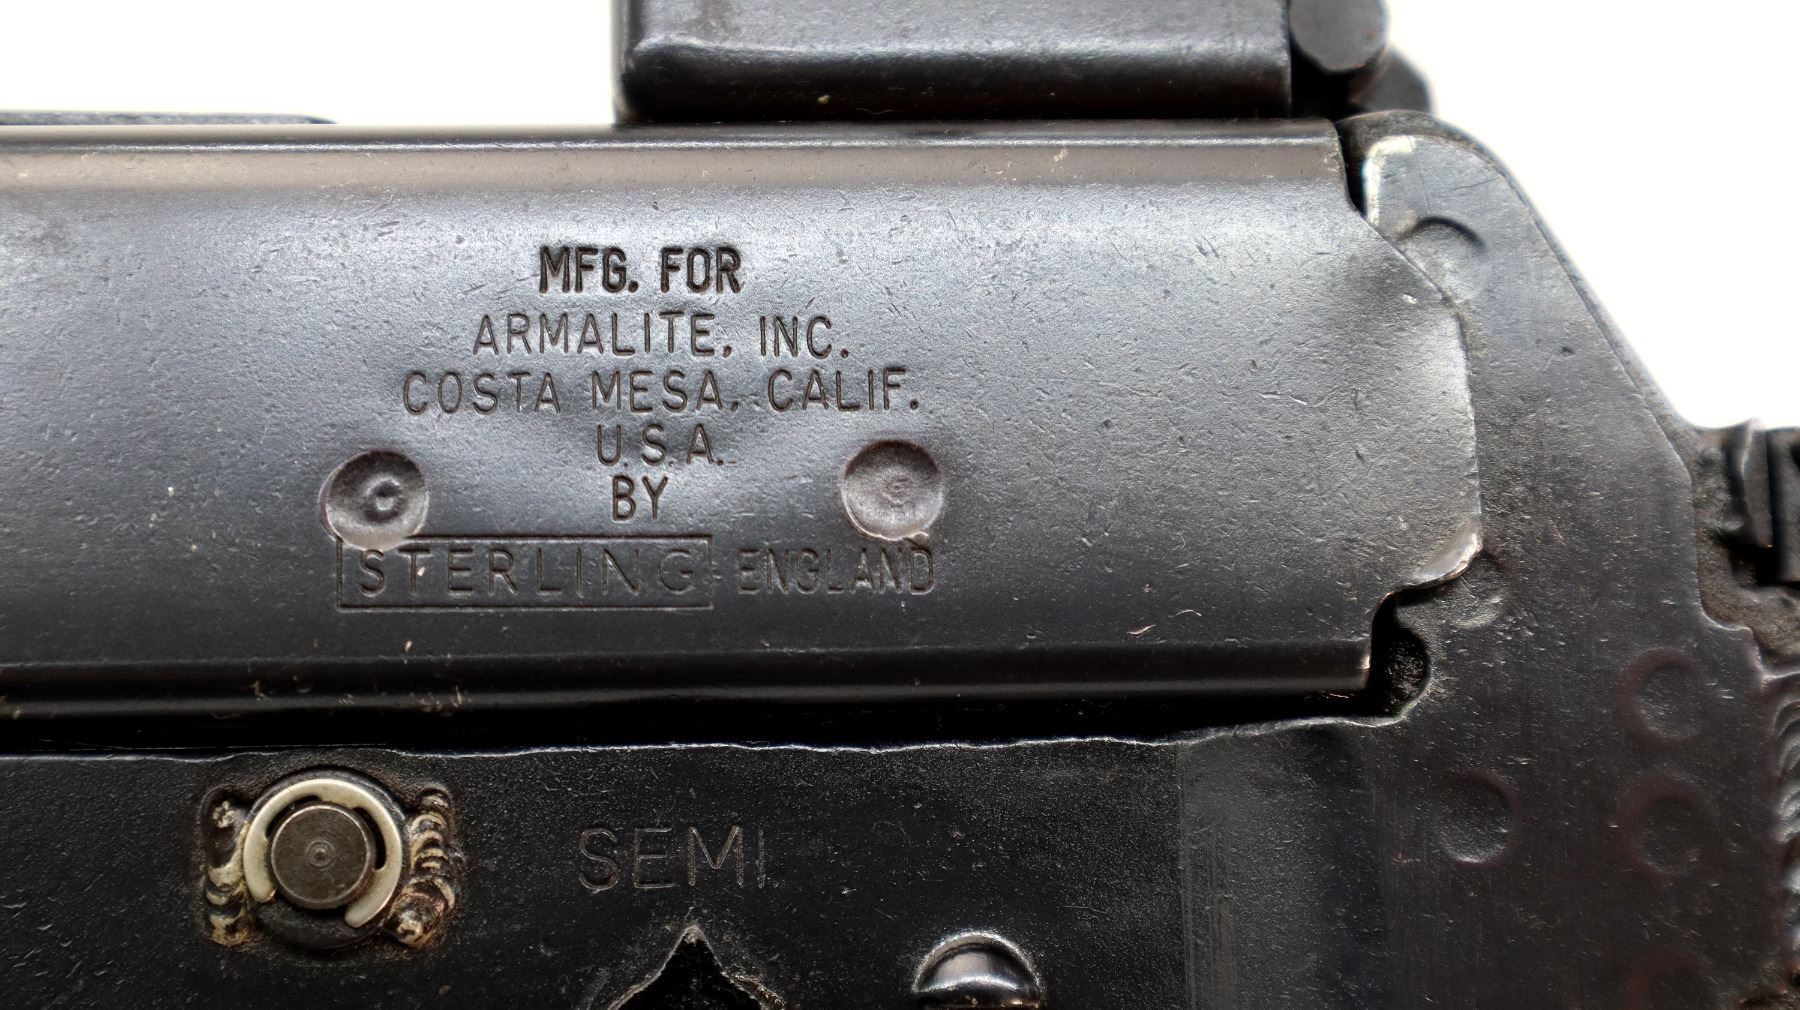 MFG. FOR
ARMALITE, INC.
COSTA MESA, CALIF.
U.S.A.
BY
STERLING ENGLAND
SEMI